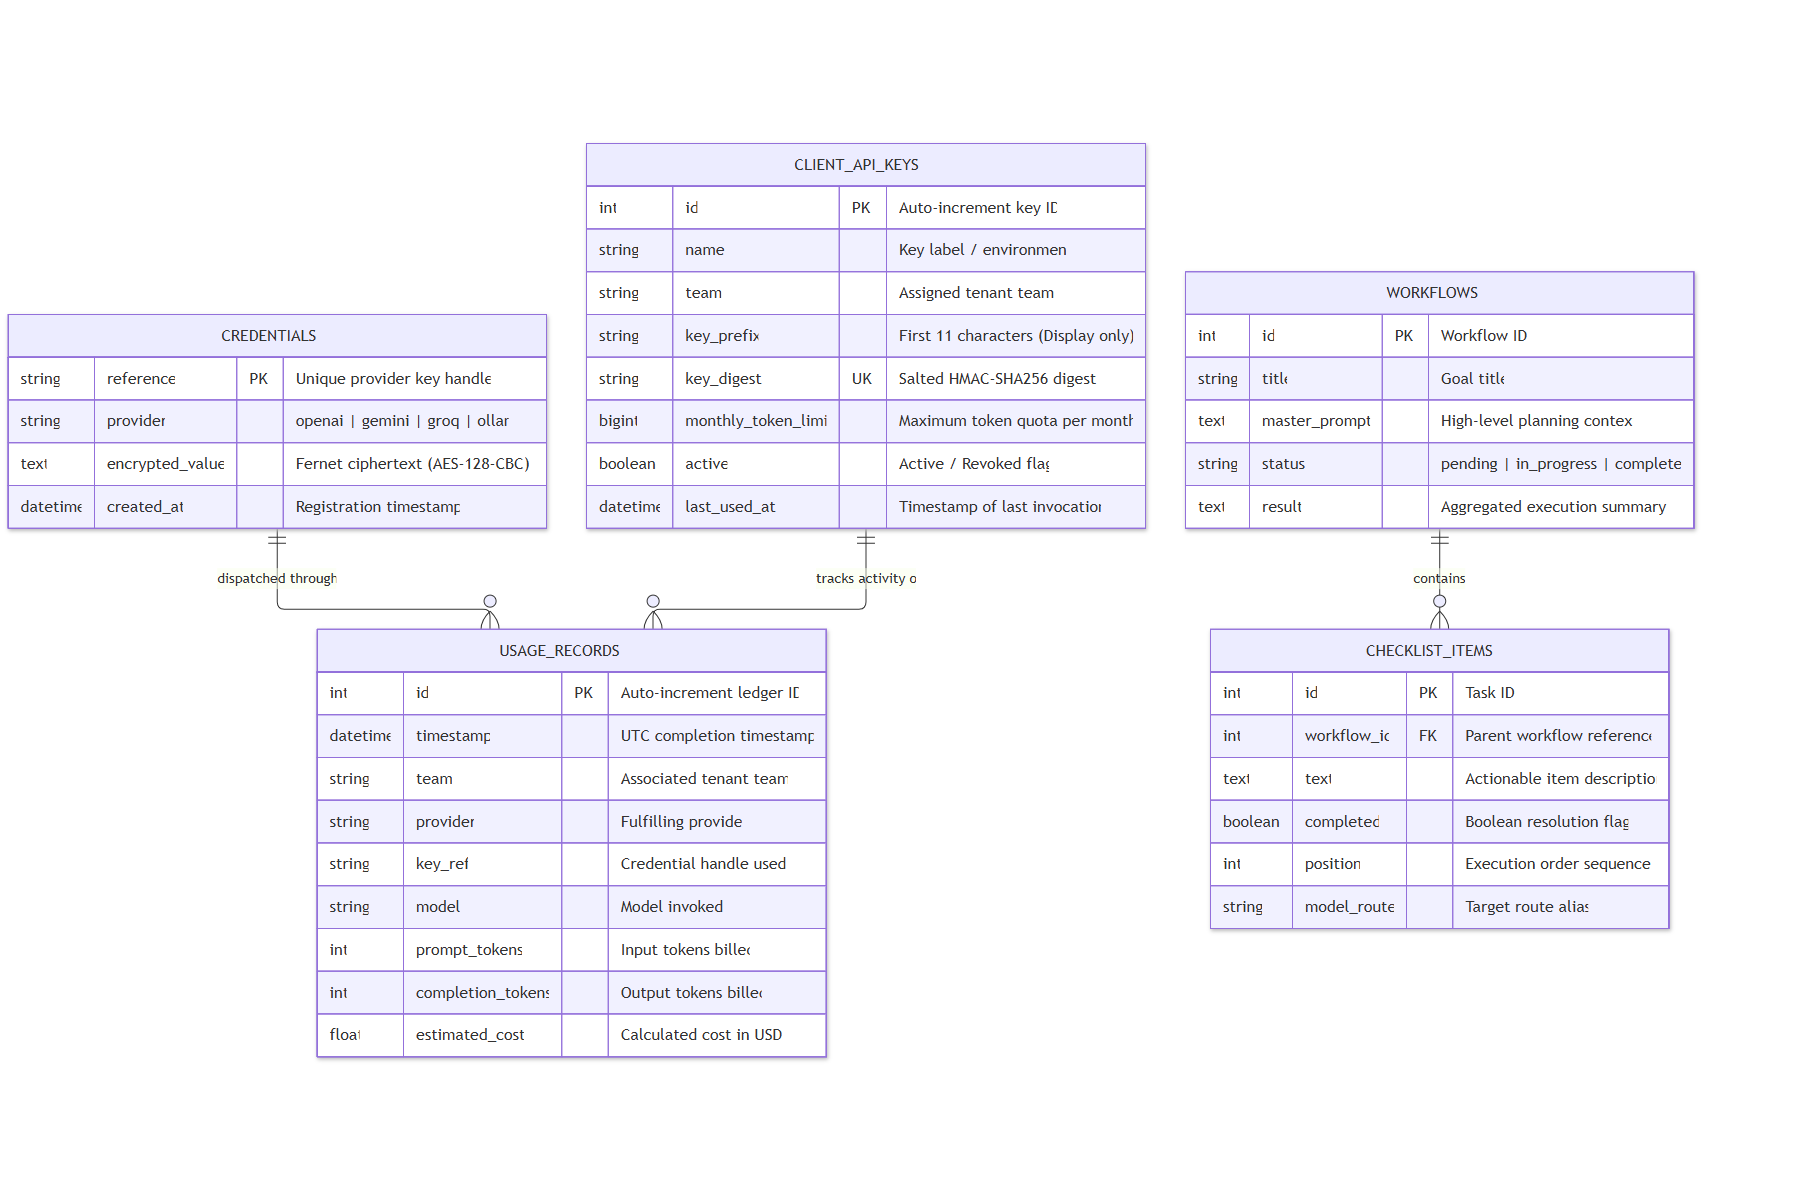 CREDENTIALS
string reference PK Unique provider key handle
string provider openai | gemini | groq | ollar
text encrypted_value Fernet ciphertext (AES-128-CBC)
datetime created_at Registration timestamp
CLIENT_API_KEYS
int id PK Auto-increment key ID
string name Key label / environmen
string team Assigned tenant team
string key_prefix First 11 characters (Display only)
string key_digest UK Salted HMAC-SHA256 digest
bigint monthly_token_limi Maximum token quota per month
boolean active Active / Revoked flag
datetime last_used_at Timestamp of last invocation
WORKFLOWS
int id PK Workflow ID
string title Goal title
text master_prompt High-level planning contex
string status pending | in_progress | complete
text result Aggregated execution summary
dispatched through
tracks activity o
contains
USAGE_RECORDS
int id PK Auto-increment ledger ID
datetime timestamp UTC completion timestamp
string team Associated tenant team
string provider Fulfilling provide
string key_ref Credential handle used
string model Model invoked
int prompt_tokens Input tokens billed
int completion_tokens Output tokens billed
float estimated_cost Calculated cost in USD
CHECKLIST_ITEMS
int id PK Task ID
int workflow_id FK Parent workflow reference
text text Actionable item descriptio
boolean completed Boolean resolution flag
int position Execution order sequence
string model_route Target route alias